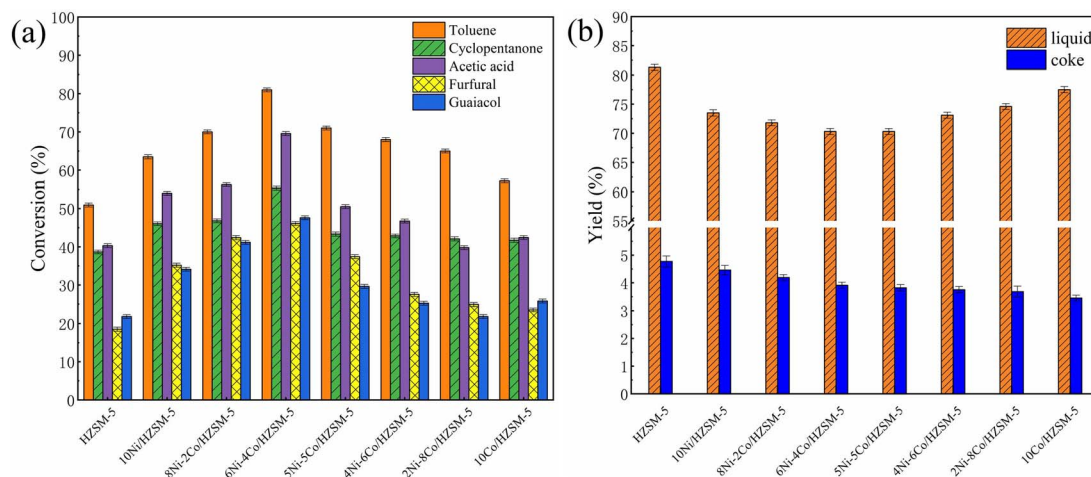 (a)
Conversion (%)
100
90
80
70
60
50
40
30
20
10
0
Toluene
Cyclopentanone
Acetic acid
Furfural
Guaiacol
HZSM-5
10Ni/HZSM-5
8Ni-2Co/HZSM-5
6Ni-4Co/HZSM-5
5Ni-5Co/HZSM-5
4Ni-6Co/HZSM-5
2Ni-8Co/HZSM-5
10Co/HZSM-5
(b)
Yield (%)
90
85
80
75
70
65
60
55
5
4
3
2
1
0
liquid
coke
HZSM-5
10Ni/HZSM-5
8Ni-2Co/HZSM-5
6Ni-4Co/HZSM-5
5Ni-5Co/HZSM-5
4Ni-6Co/HZSM-5
2Ni-8Co/HZSM-5
10Co/HZSM-5